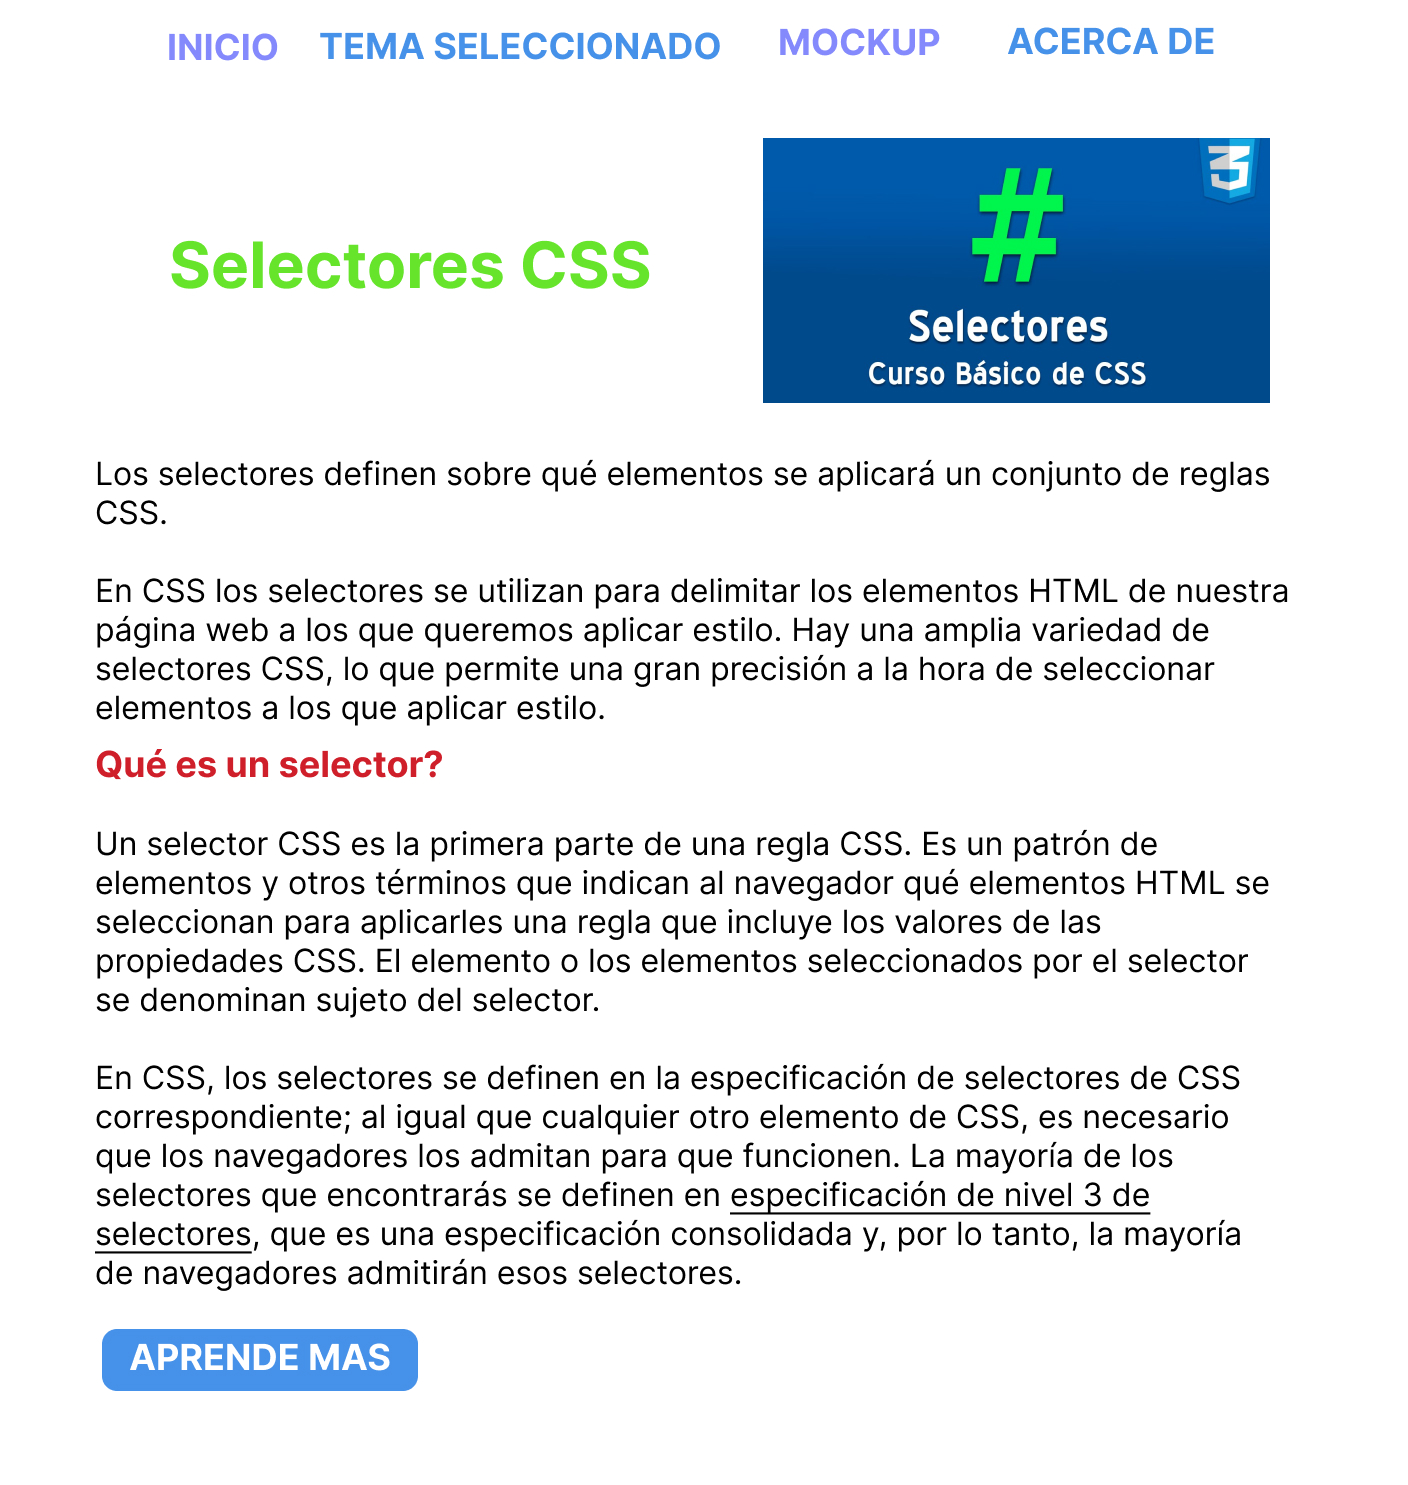 INICIO TEMA SELECCIONADO MOCKUP ACERCA DE
Selectores CSS
3
#
Selectores
Curso Básico de CSS
Los selectores definen sobre qué elementos se aplicará un conjunto de reglas
CSS.
En CSS los selectores se utilizan para delimitar los elementos HTML de nuestra
página web a los que queremos aplicar estilo. Hay una amplia variedad de
selectores CSS, lo que permite una gran precisión a la hora de seleccionar
elementos a los que aplicar estilo.
Qué es un selector?
Un selector CSS es la primera parte de una regla CSS. Es un patrón de
elementos y otros términos que indican al navegador qué elementos HTML se
seleccionan para aplicarles una regla que incluye los valores de las
propiedades CSS. El elemento o los elementos seleccionados por el selector
se denominan sujeto del selector.
En CSS, los selectores se definen en la especificación de selectores de CSS
correspondiente; al igual que cualquier otro elemento de CSS, es necesario
que los navegadores los admitan para que funcionen. La mayoría de los
selectores que encontrarás se definen en especificación de nivel 3 de
selectores, que es una especificación consolidada y, por lo tanto, la mayoría
de navegadores admitirán esos selectores.
APRENDE MAS